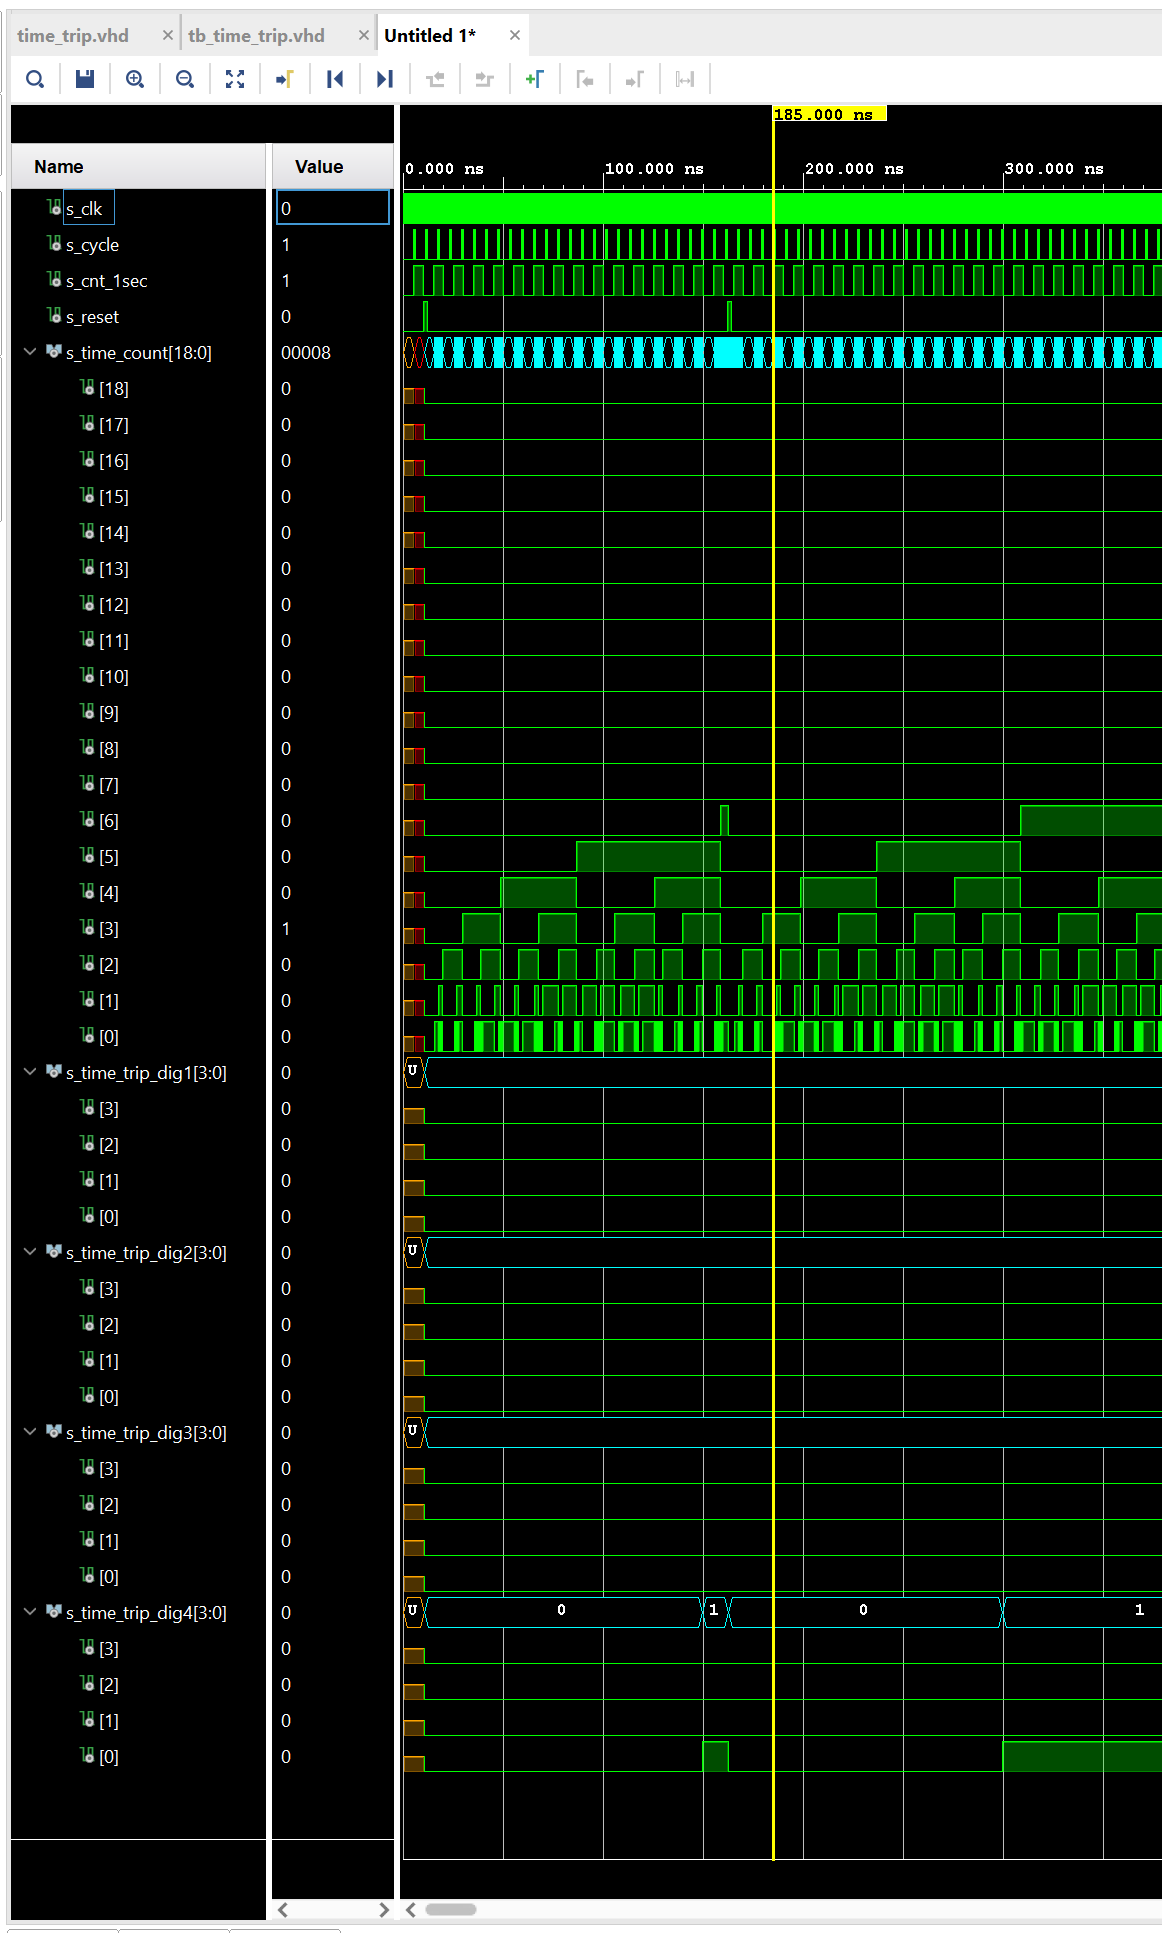 time_trip.vhd × tb_time_trip.vhd × Untitled 1* ×
185.000 ns
Name Value 0.000 ns 100.000 ns 200.000 ns 300.000 ns
s_clk 0
s_cycle 1
s_cnt_1sec 1
s_reset 0
s_time_count[18:0] 00008
[18] 0
[17] 0
[16] 0
[15] 0
[14] 0
[13] 0
[12] 0
[11] 0
[10] 0
[9] 0
[8] 0
[7] 0
[6] 0
[5] 0
[4] 0
[3] 1
[2] 0
[1] 0
[0] 0
s_time_trip_dig1[3:0] 0 U
[3] 0
[2] 0
[1] 0
[0] 0
s_time_trip_dig2[3:0] 0 U
[3] 0
[2] 0
[1] 0
[0] 0
s_time_trip_dig3[3:0] 0 U
[3] 0
[2] 0
[1] 0
[0] 0
s_time_trip_dig4[3:0] 0 U 0 1 0 1
[3] 0
[2] 0
[1] 0
[0] 0